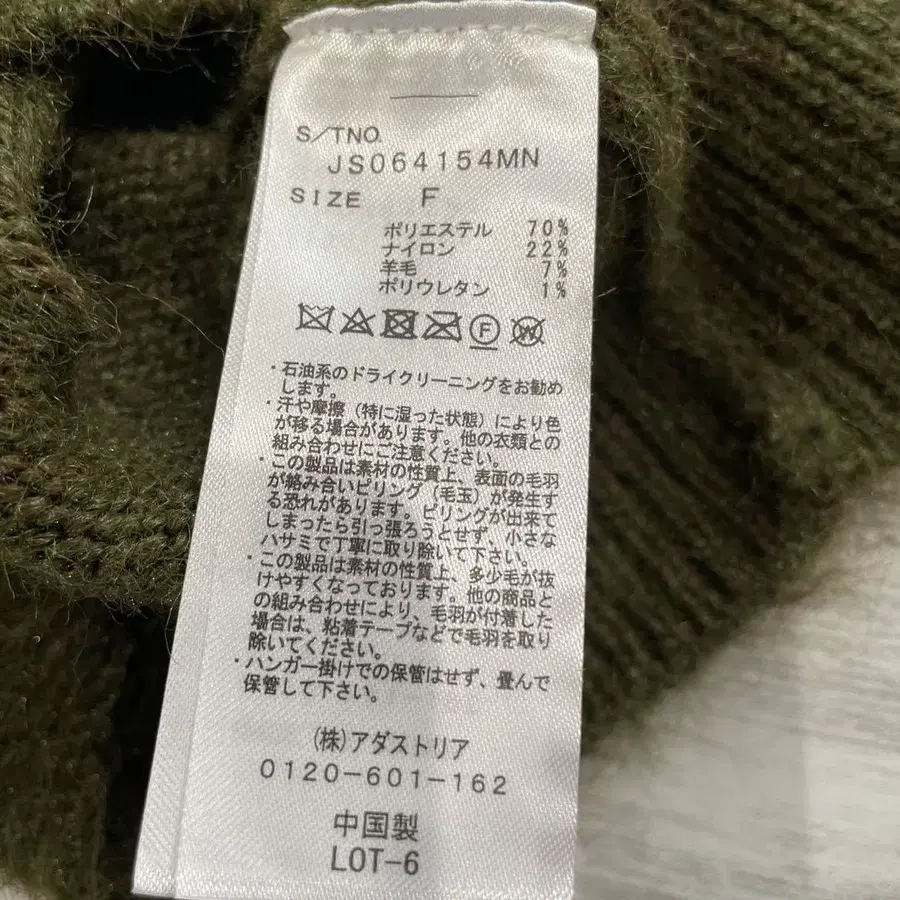 S/TNO.
JS064154MN
SIZE F
ポリエステル 70%
ナイロン 22%
羊毛 7%
ポリウレタン 1%
F W
・石油系のドライクリーニングをお勧め
します。
・汗や摩擦（特に湿った状態）により色
が移る場合があります。他の衣類との
組み合わせにご注意ください。
・この製品は素材の性質上、表面の毛羽
が絡み合いピリング（毛玉）が発生す
る恐れがあります。ピリングが出来て
しまったら引っ張ろうとせず、小さな
ハサミで丁寧に取り除いて下さい。
・この製品は素材の性質上、多少毛が抜
けやすくなっております。他の商品と
の組み合わせにより、毛羽が付着した
場合は、粘着テープなどで毛羽を取り
除いてください。
・ハンガー掛けでの保管はせず、畳んで
保管して下さい。
(株)アダストリア
0120-601-162
中国製
LOT-6